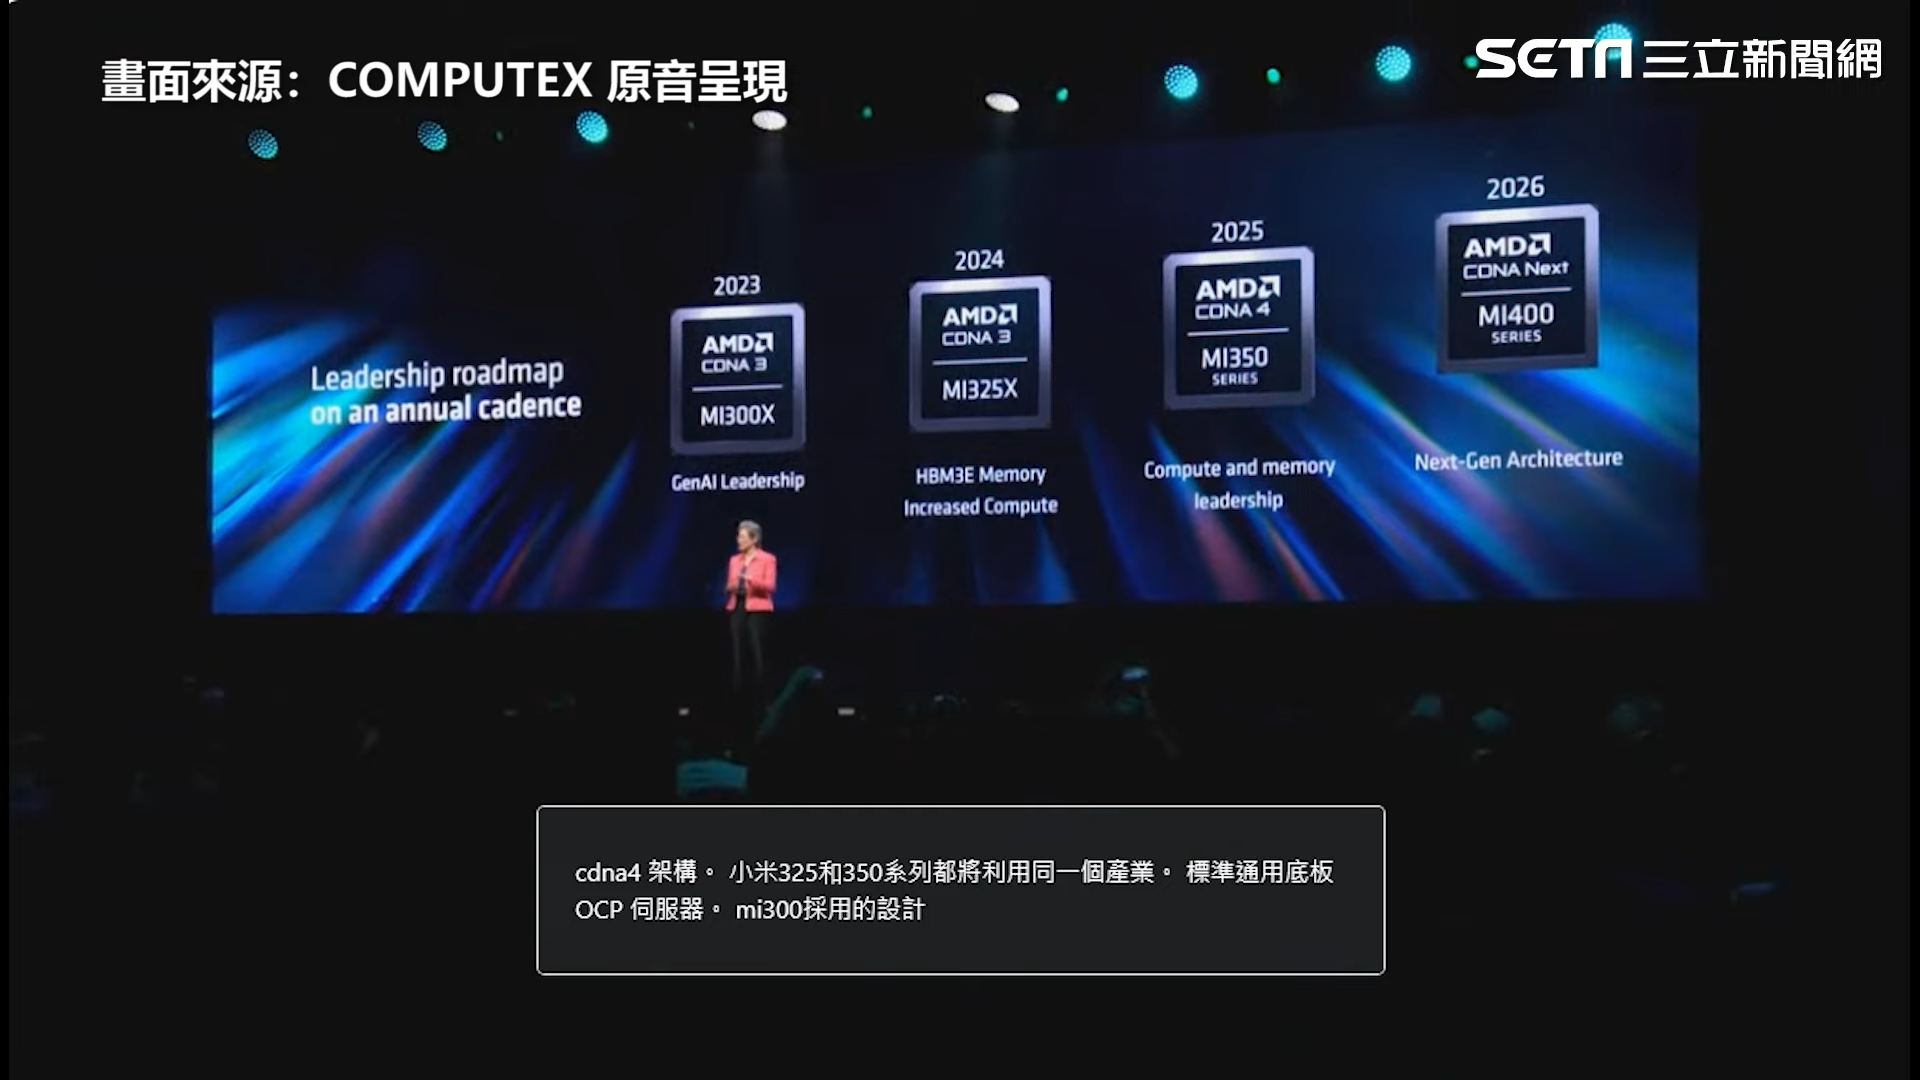 畫面來源：COMPUTEX 原音呈現
SETN 三立新聞網
Leadership roadmap
on an annual cadence
2023
AMD
CDNA 3
MI300X
GenAI Leadership
2024
AMD
CDNA 3
MI325X
HBM3E Memory
Increased Compute
2025
AMD
CDNA 4
MI350
SERIES
Compute and memory
leadership
2026
AMD
CDNA Next
MI400
SERIES
Next-Gen Architecture
cdna4 架構。 小米325和350系列都將利用同一個產業。 標準通用底板
OCP 伺服器。 mi300採用的設計